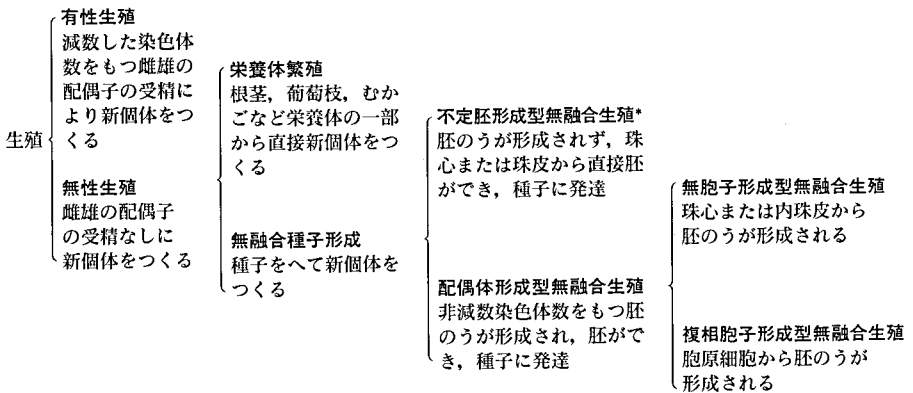 生殖
有性生殖
減数した染色体
数をもつ雌雄の
配偶子の受精に
より新個体をつ
くる
無性生殖
雌雄の配偶子
の受精なしに
新個体をつくる
栄養体繁殖
根茎，葡萄枝，むか
ごなど栄養体の一部
から直接新個体をつ
くる
無融合種子形成
種子をへて新個体を
つくる
不定胚形成型無融合生殖*
胚のうが形成されず，珠
心または珠皮から直接胚
ができ，種子に発達
配偶体形成型無融合生殖
非減数染色体数をもつ胚
のうが形成され，胚がで
き，種子に発達
無胞子形成型無融合生殖
珠心または内珠皮から
胚のうが形成される
複相胞子形成型無融合生殖
胞原細胞から胚のうが
形成される